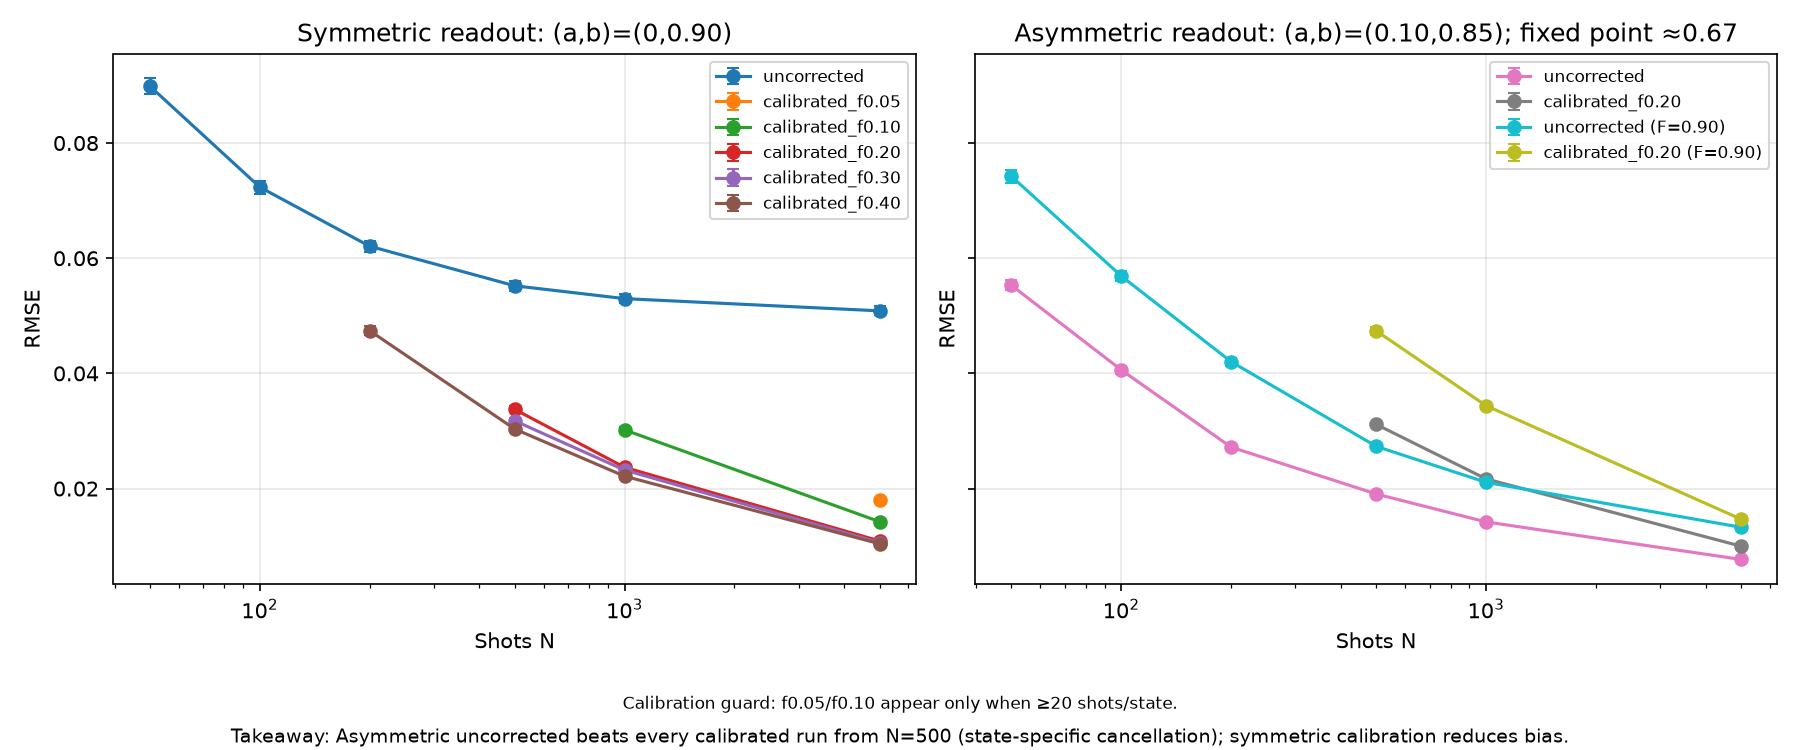 Symmetric readout: (a,b)=(0,0.90)
Asymmetric readout: (a,b)=(0.10,0.85); fixed point ≈0.67
uncorrected
calibrated_f0.05
calibrated_f0.10
calibrated_f0.20
calibrated_f0.30
calibrated_f0.40
uncorrected
calibrated_f0.20
uncorrected (F=0.90)
calibrated_f0.20 (F=0.90)
RMSE
0.08
0.06
0.04
0.02
10²
10³
Shots N
RMSE
10²
10³
Shots N
Calibration guard: f0.05/f0.10 appear only when ≥20 shots/state.
Takeaway: Asymmetric uncorrected beats every calibrated run from N=500 (state-specific cancellation); symmetric calibration reduces bias.